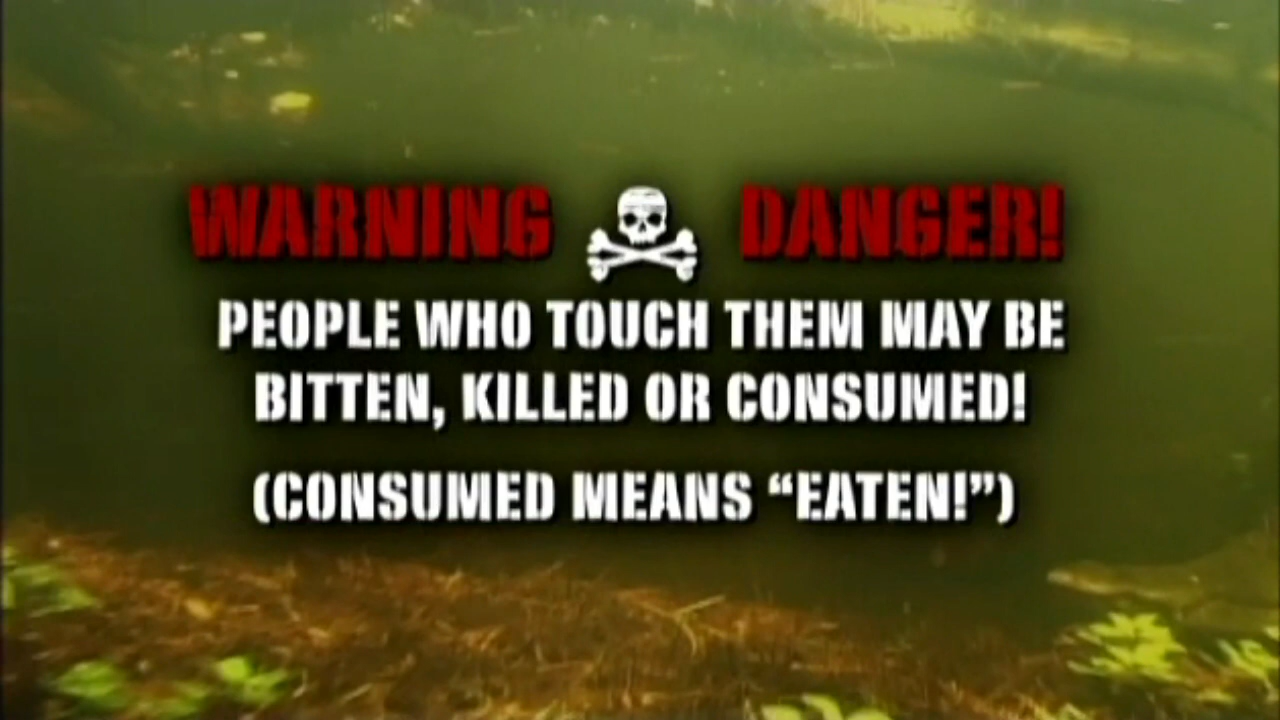 WARNING DANGER!
PEOPLE WHO TOUCH THEM MAY BE
BITTEN, KILLED OR CONSUMED!
(CONSUMED MEANS “EATEN!”)